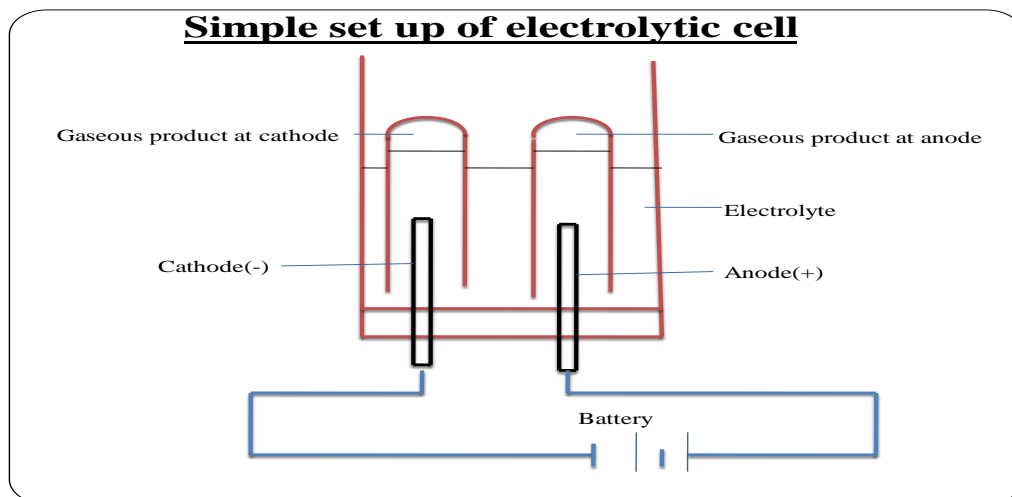 Simple set up of electrolytic cell
Gaseous product at cathode
Gaseous product at anode
Electrolyte
Cathode(-)
Anode(+)
Battery